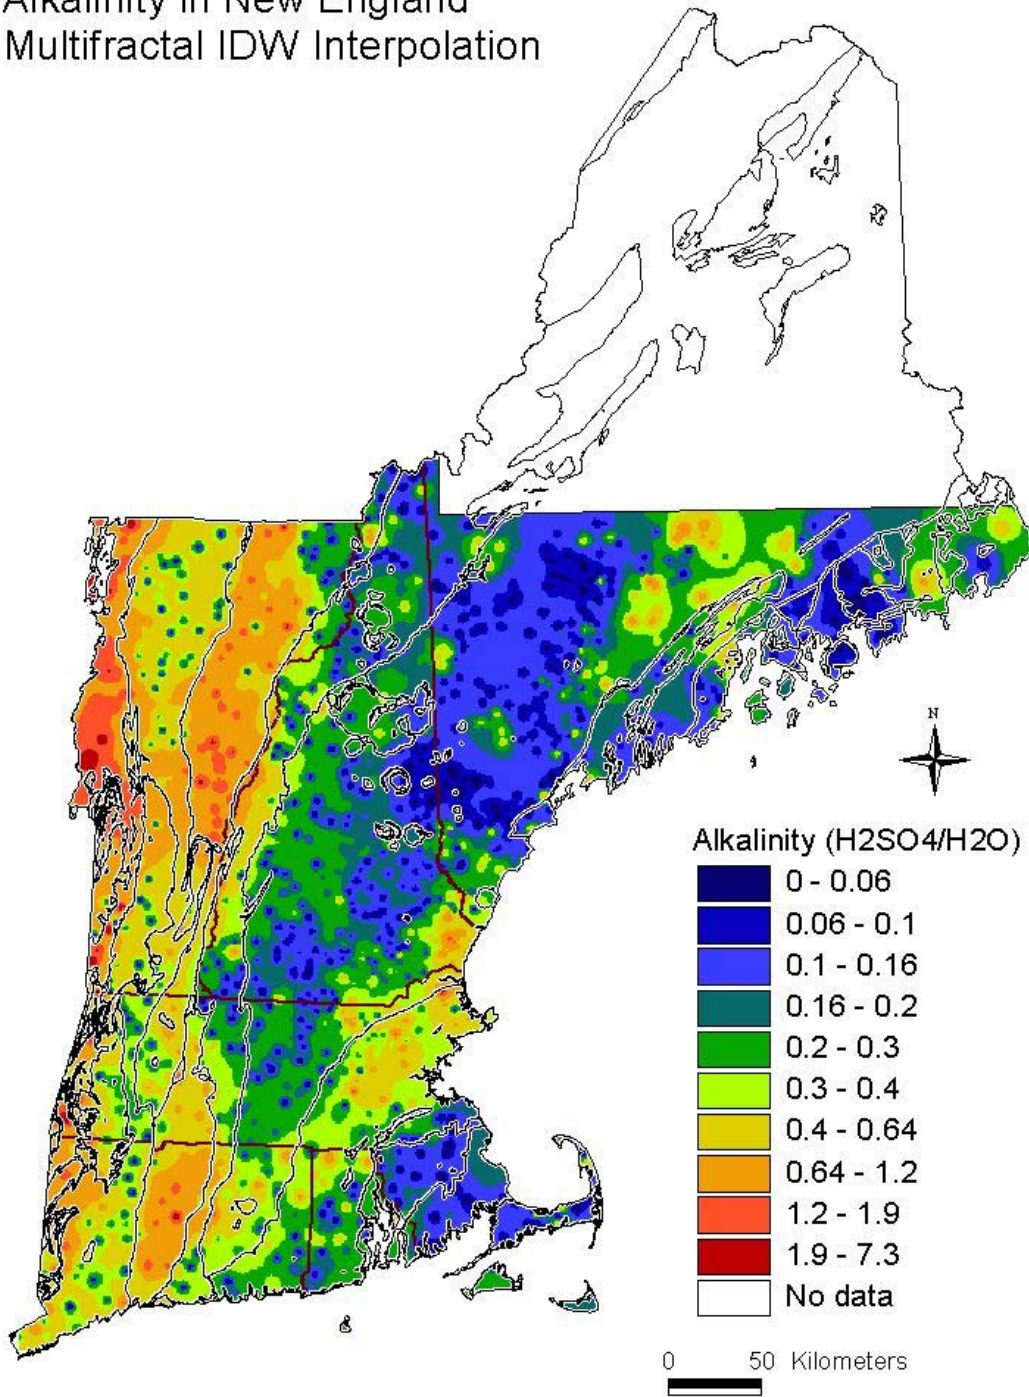 Alkalinity in New England
Multifractal IDW Interpolation
N
Alkalinity (H2SO4/H2O)
0 - 0.06
0.06 - 0.1
0.1 - 0.16
0.16 - 0.2
0.2 - 0.3
0.3 - 0.4
0.4 - 0.64
0.64 - 1.2
1.2 - 1.9
1.9 - 7.3
No data
0 50 Kilometers